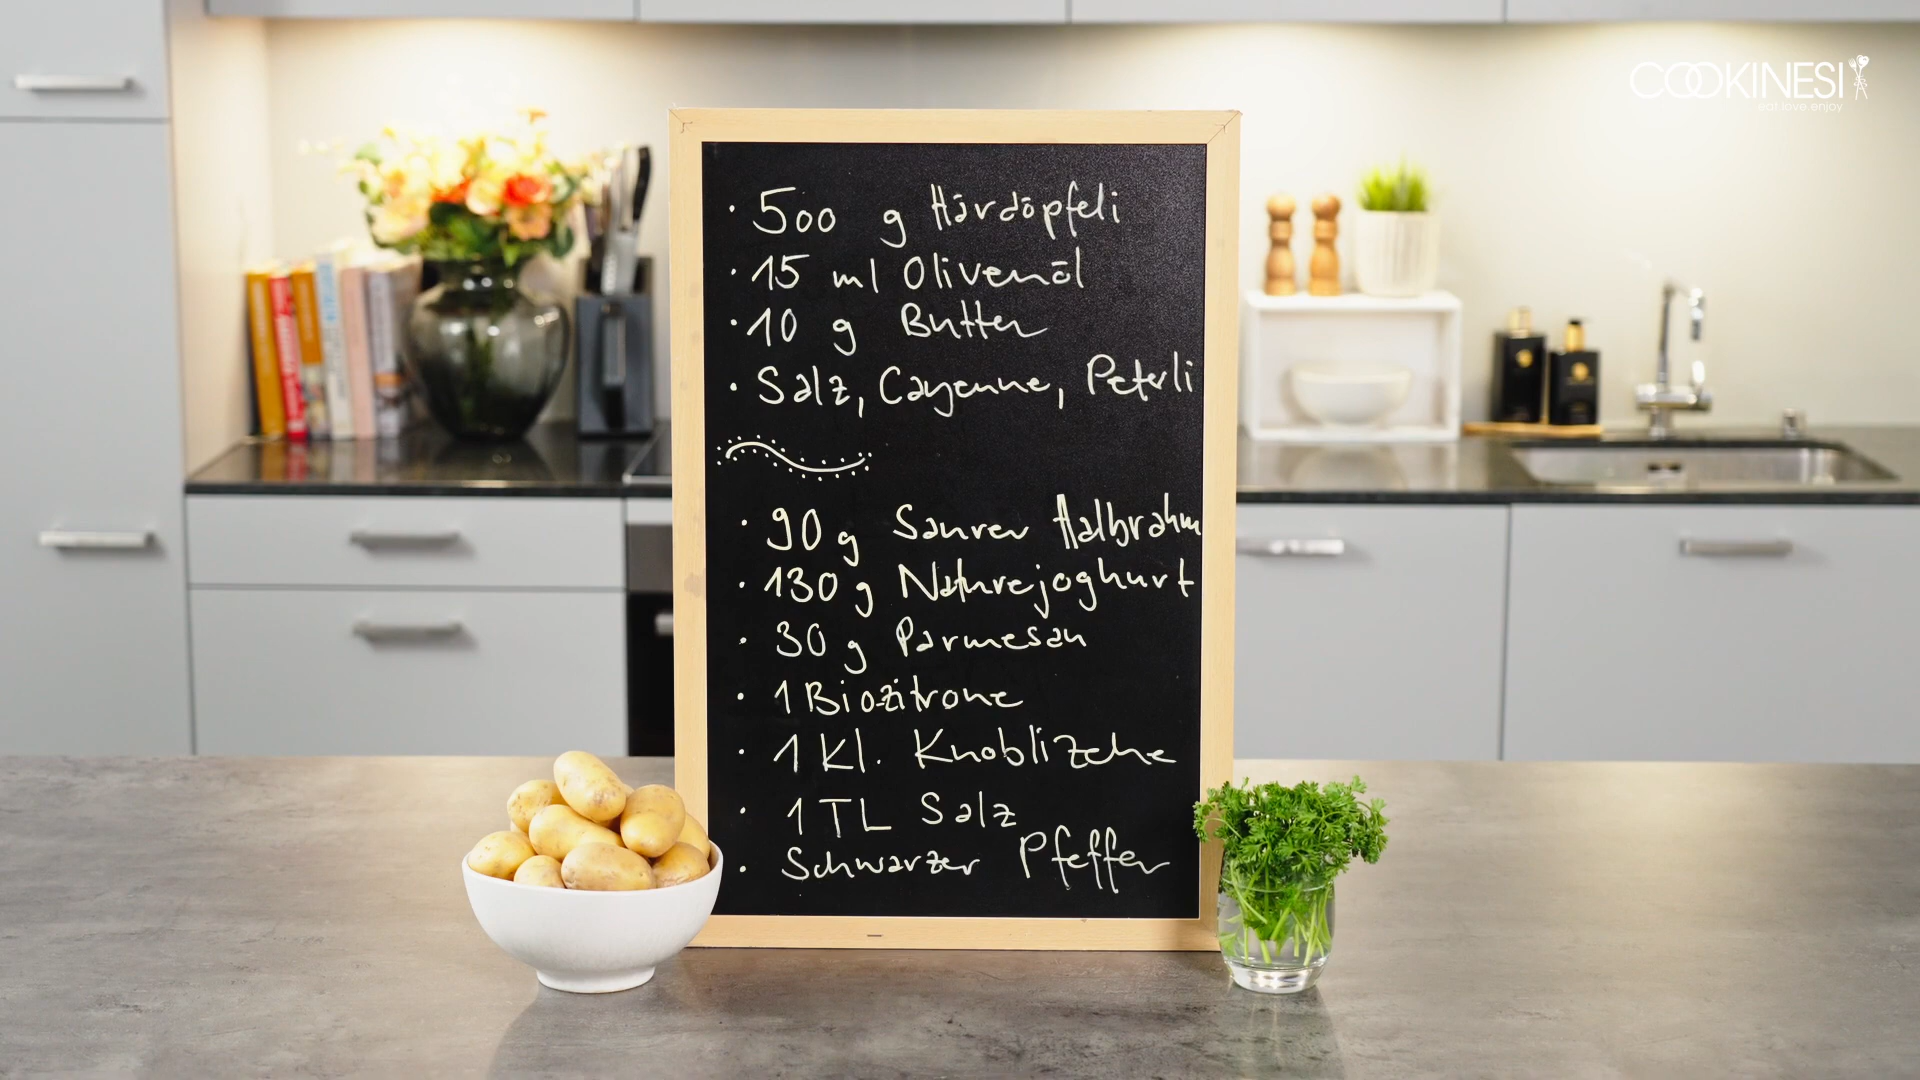 COOKINESI
eat.love.enjoy
· 500 g Härdöpfeli
· 15 ml Olivenöl
· 10 g Butter
· Salz, Cayenne, Peterli
· 90 g Saurer Halbrahm
· 130 g Naturejoghurt
· 30 g Parmesan
· 1 Biozitrone
· 1 Kl. Knoblizehe
· 1 TL Salz
· Schwarzer Pfeffer